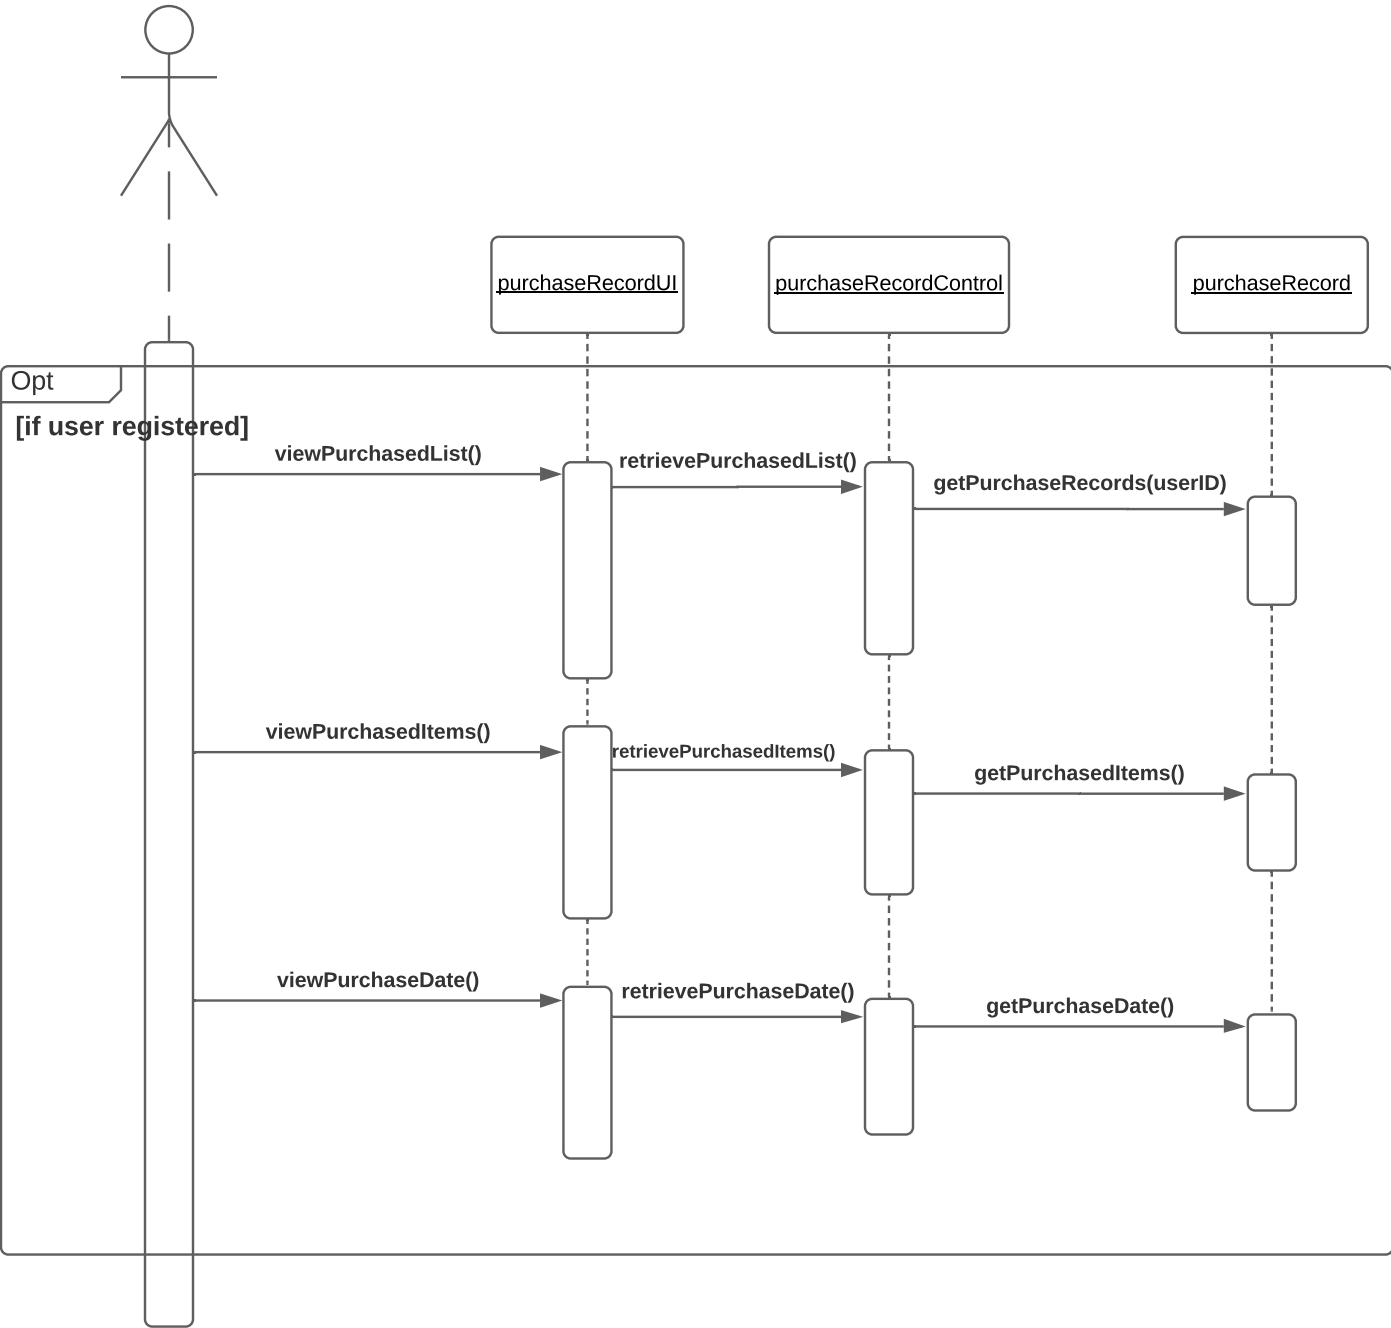 purchaseRecordUI
purchaseRecordControl
purchaseRecord
Opt
[if user registered]
viewPurchasedList()
retrievePurchasedList()
getPurchaseRecords(userID)
viewPurchasedItems()
retrievePurchasedItems()
getPurchasedItems()
viewPurchaseDate()
retrievePurchaseDate()
getPurchaseDate()